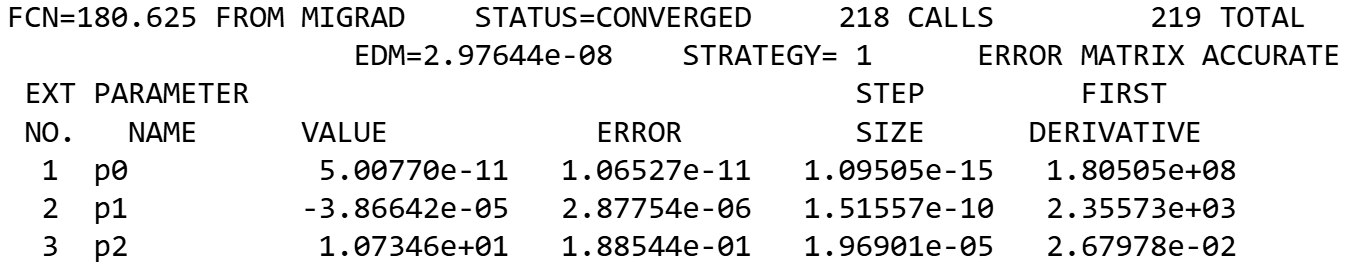 FCN=180.625 FROM MIGRAD    STATUS=CONVERGED     218 CALLS         219 TOTAL
                    EDM=2.97644e-08    STRATEGY= 1      ERROR MATRIX ACCURATE
 EXT PARAMETER                                   STEP         FIRST
 NO.   NAME      VALUE            ERROR          SIZE      DERIVATIVE
  1  p0           5.00770e-11   1.06527e-11   1.09505e-15   1.80505e+08
  2  p1          -3.86642e-05   2.87754e-06   1.51557e-10   2.35573e+03
  3  p2           1.07346e+01   1.88544e-01   1.96901e-05   2.67978e-02